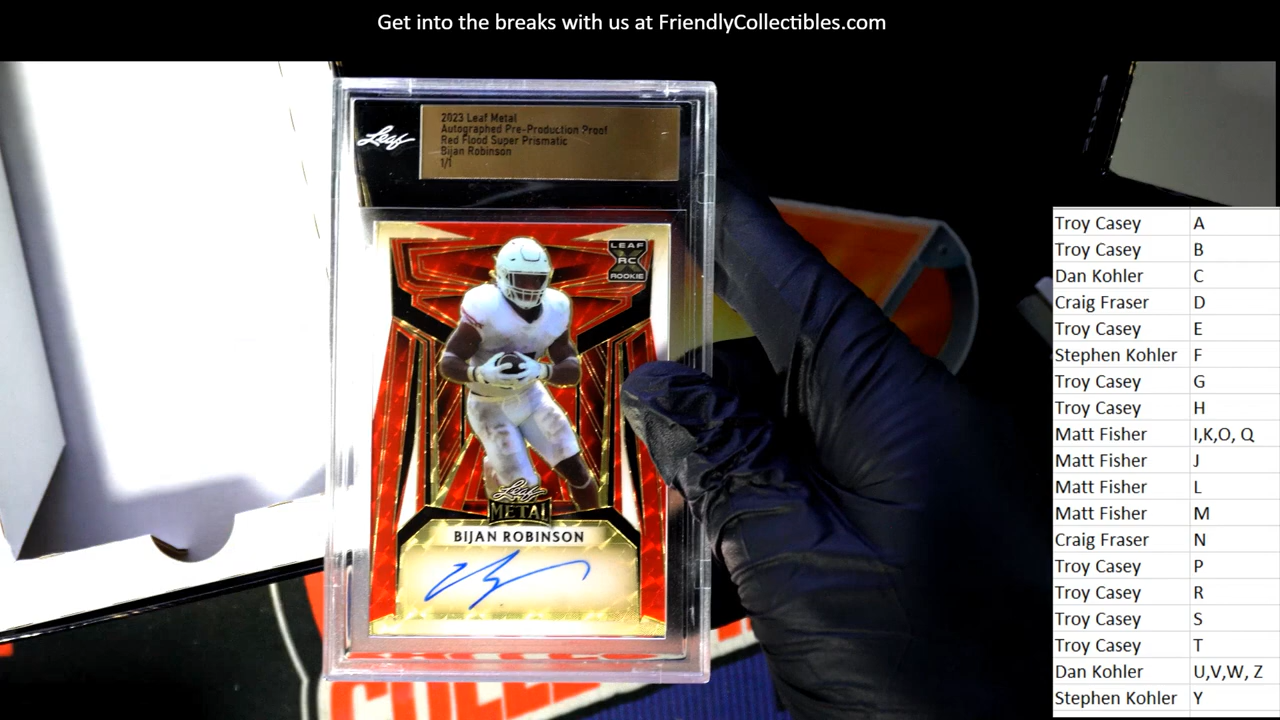 Get into the breaks with us at FriendlyCollectibles.com
2023 Leaf Metal
Autographed Pre-Production Proof
Red Flood Super Prismatic
Bijan Robinson
1/1
Leaf
LEAF
RC
ROOKIE
Leaf
METAL
BIJAN ROBINSON
Troy Casey A
Troy Casey B
Dan Kohler C
Craig Fraser D
Troy Casey E
Stephen Kohler F
Troy Casey G
Troy Casey H
Matt Fisher I,K,O, Q
Matt Fisher J
Matt Fisher L
Matt Fisher M
Craig Fraser N
Troy Casey P
Troy Casey R
Troy Casey S
Troy Casey T
Dan Kohler U,V,W, Z
Stephen Kohler Y